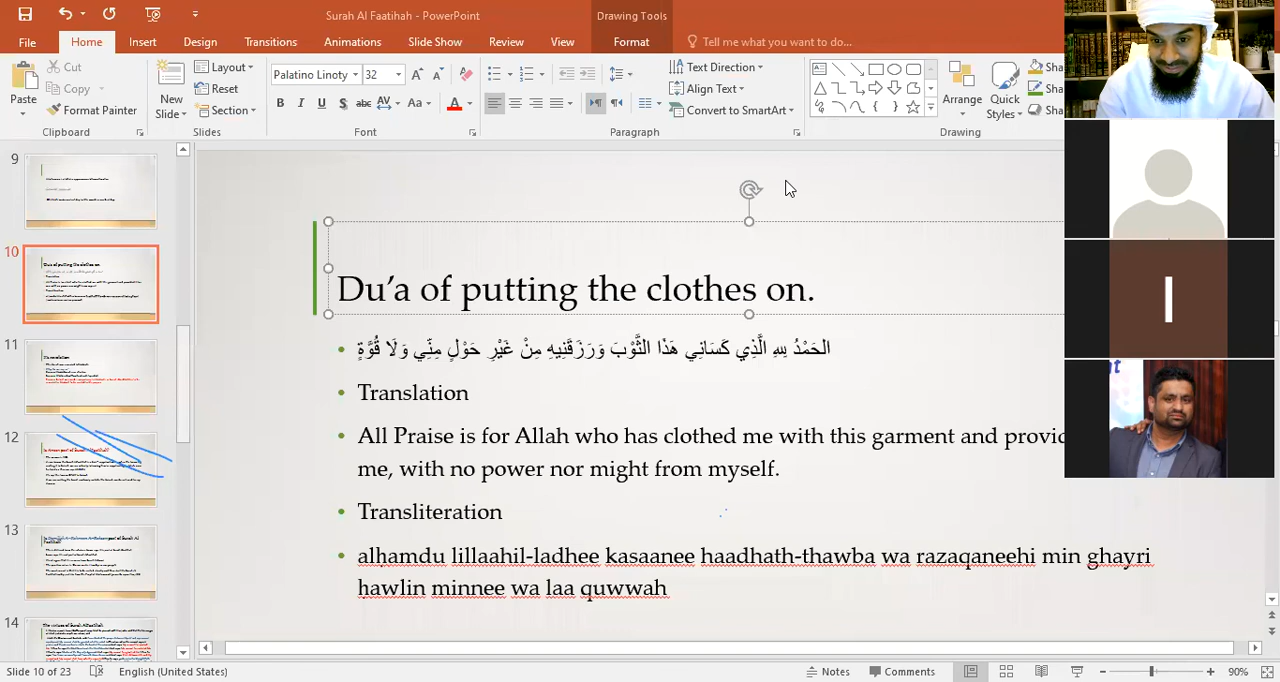 Surah Al Faatihah - PowerPoint
Drawing Tools
File Home Insert Design Transitions Animations Slide Show Review View Format Tell me what you want to do...
Cut
Copy
Format Painter
Paste
Clipboard
New
Slide
Layout
Reset
Section
Slides
Palatino Linoty 32
B I U S abc AV Aa A
Font
Text Direction
Align Text
Convert to SmartArt
Paragraph
Arrange
Quick
Styles
Sha
Sha
Sha
Drawing
9
10
11
12
13
14
Du'a of putting the clothes on.
الحَمْدُ للهِ الَّذِي كَسَانِي هَذَا الثَّوْبَ وَرَزَقَنِيهِ مِنْ غَيْرِ حَوْلٍ مِنِّي وَلَا قُوَّةٍ
Translation
All Praise is for Allah who has clothed me with this garment and provid
me, with no power nor might from myself.
Transliteration
alḥamdu lillaahil-ladhee kasaanee haadhath-thawba wa razaqaneehi min ghayri
ḥawlin minnee wa laa quwwah
I
Slide 10 of 23 English (United States) Notes Comments 90%